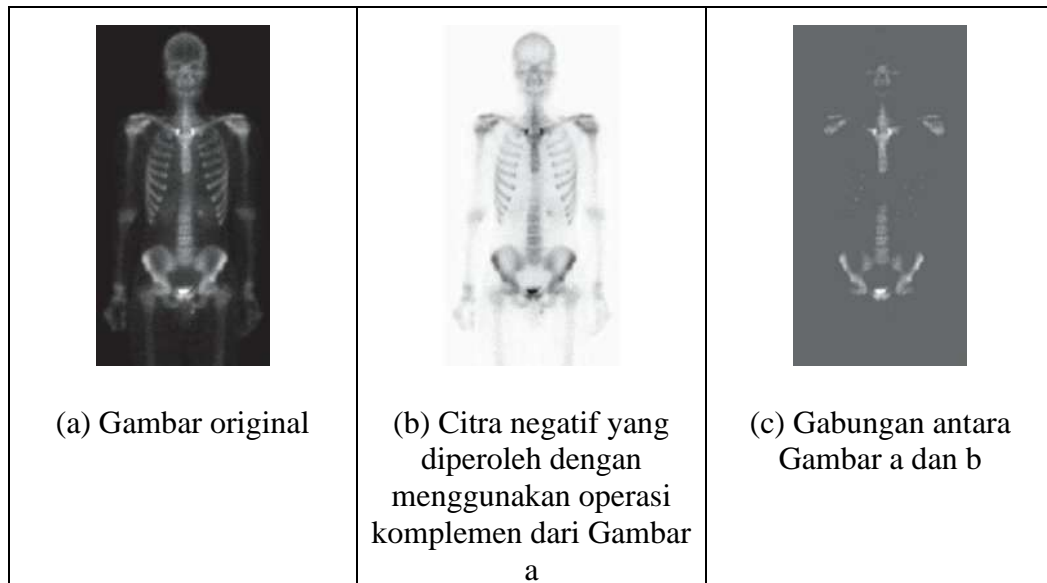 (a) Gambar original
(b) Citra negatif yang
diperoleh dengan
menggunakan operasi
komplemen dari Gambar
a
(c) Gabungan antara
Gambar a dan b